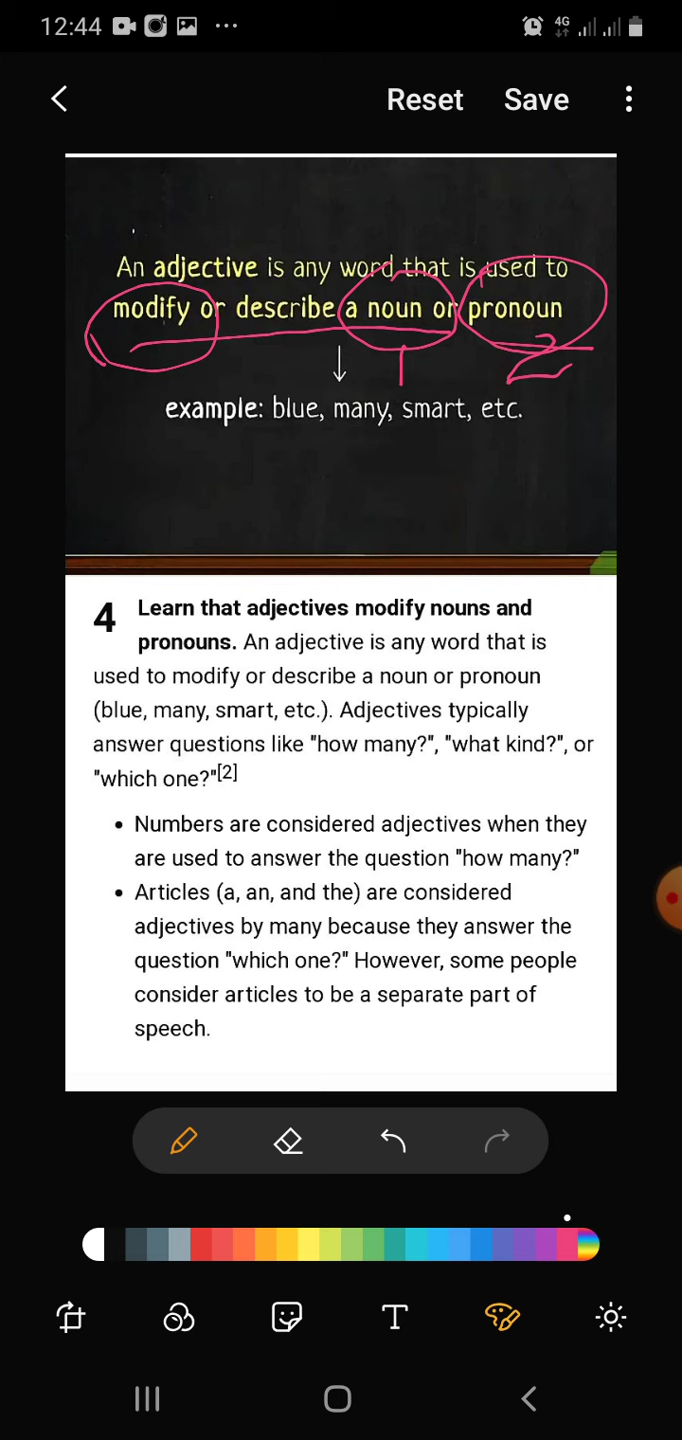 12:44
4G
Reset Save
An adjective is any word that is used to
modify or describe a noun or pronoun
1 2
example: blue, many, smart, etc.
4 Learn that adjectives modify nouns and
pronouns. An adjective is any word that is
used to modify or describe a noun or pronoun
(blue, many, smart, etc.). Adjectives typically
answer questions like "how many?", "what kind?", or
"which one?"[2]
• Numbers are considered adjectives when they
are used to answer the question "how many?"
• Articles (a, an, and the) are considered
adjectives by many because they answer the
question "which one?" However, some people
consider articles to be a separate part of
speech.
T